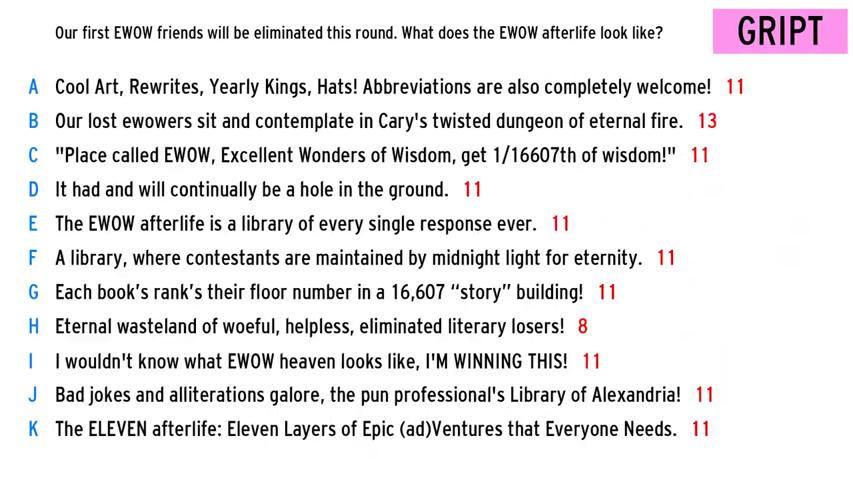 Our first EWOW friends will be eliminated this round. What does the EWOW afterlife look like?
GRIPT
A Cool Art, Rewrites, Yearly Kings, Hats! Abbreviations are also completely welcome! 11
B Our lost ewowers sit and contemplate in Cary's twisted dungeon of eternal fire. 13
C "Place called EWOW, Excellent Wonders of Wisdom, get 1/16607th of wisdom!" 11
D It had and will continually be a hole in the ground. 11
E The EWOW afterlife is a library of every single response ever. 11
F A library, where contestants are maintained by midnight light for eternity. 11
G Each book’s rank’s their floor number in a 16,607 “story” building! 11
H Eternal wasteland of woeful, helpless, eliminated literary losers! 8
I I wouldn't know what EWOW heaven looks like, I'M WINNING THIS! 11
J Bad jokes and alliterations galore, the pun professional's Library of Alexandria! 11
K The ELEVEN afterlife: Eleven Layers of Epic (ad)Ventures that Everyone Needs. 11